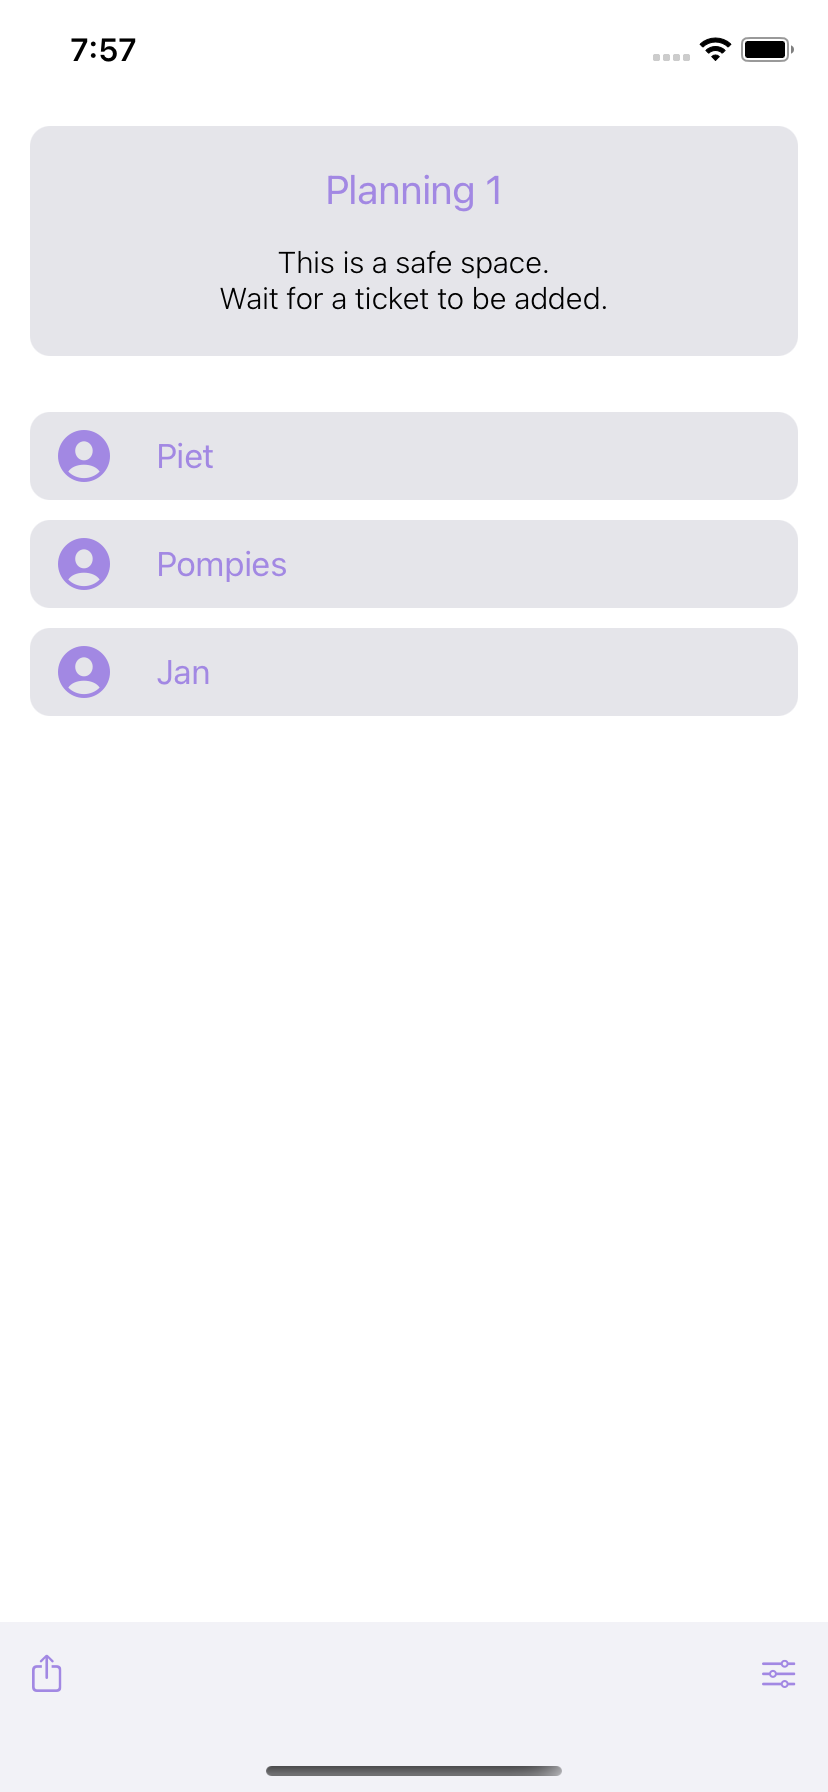 7:57
Planning 1
This is a safe space.
Wait for a ticket to be added.
Piet
Pompies
Jan